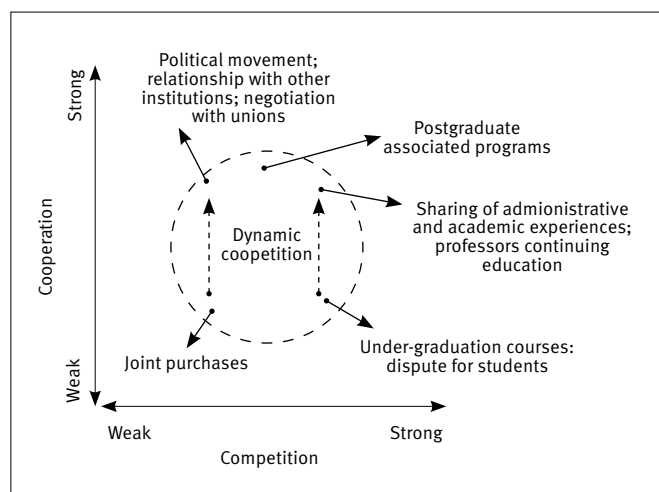 Political movement;
relationship with other
institutions; negotiation
with unions
Strong
Postgraduate
associated programs
Sharing of admionistrative
and academic experiences;
professors continuing
education
Dynamic
coopetition
Cooperation
Joint purchases
Under-graduation courses:
dispute for students
Weak
Weak
Strong
Competition